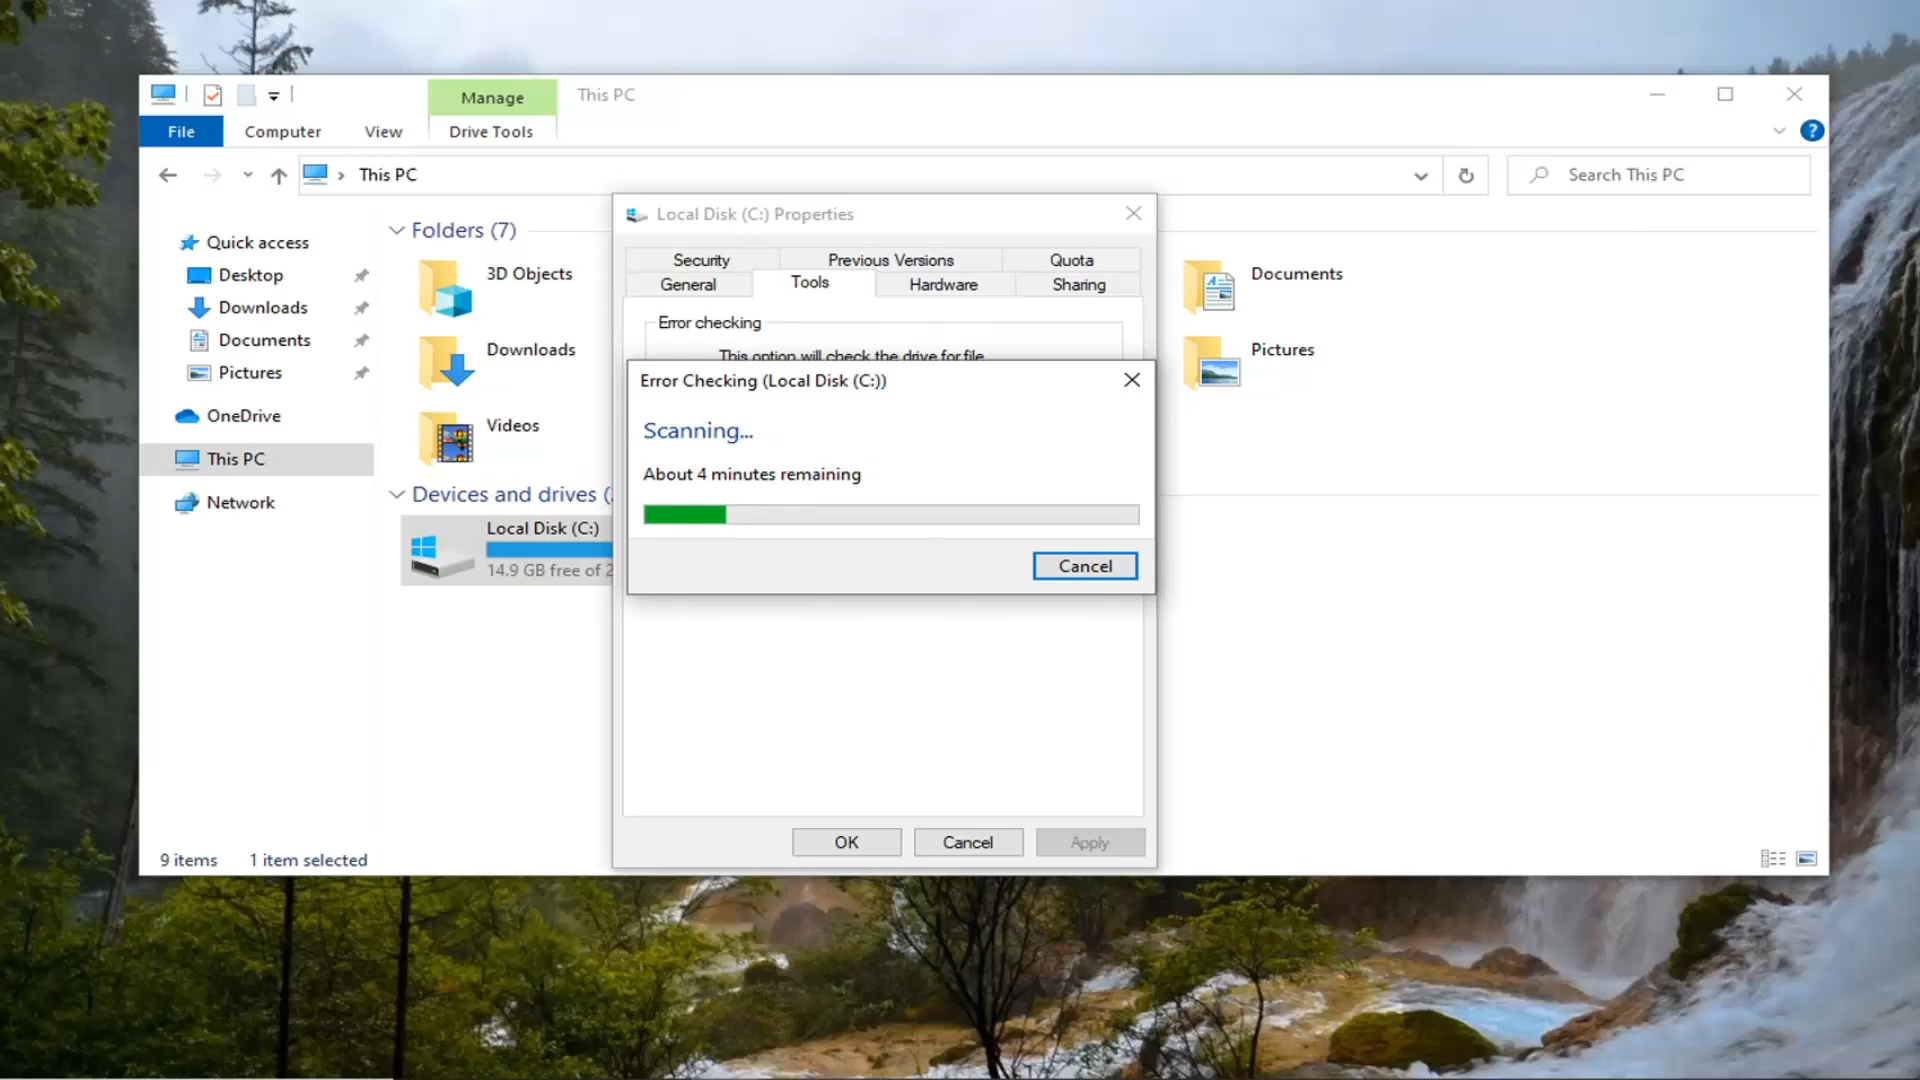 Manage
This PC
File
Computer
View
Drive Tools
?
This PC
Search This PC
Quick access
Desktop
Downloads
Documents
Pictures
OneDrive
This PC
Network
Folders (7)
3D Objects
Downloads
Videos
Documents
Pictures
Devices and drives (
Local Disk (C:)
14.9 GB free of
Local Disk (C:) Properties
Security
Previous Versions
Quota
General
Tools
Hardware
Sharing
Error checking
This option will check the drive for file
Error Checking (Local Disk (C:))
Scanning...
About 4 minutes remaining
Cancel
OK
Cancel
Apply
9 items
1 item selected